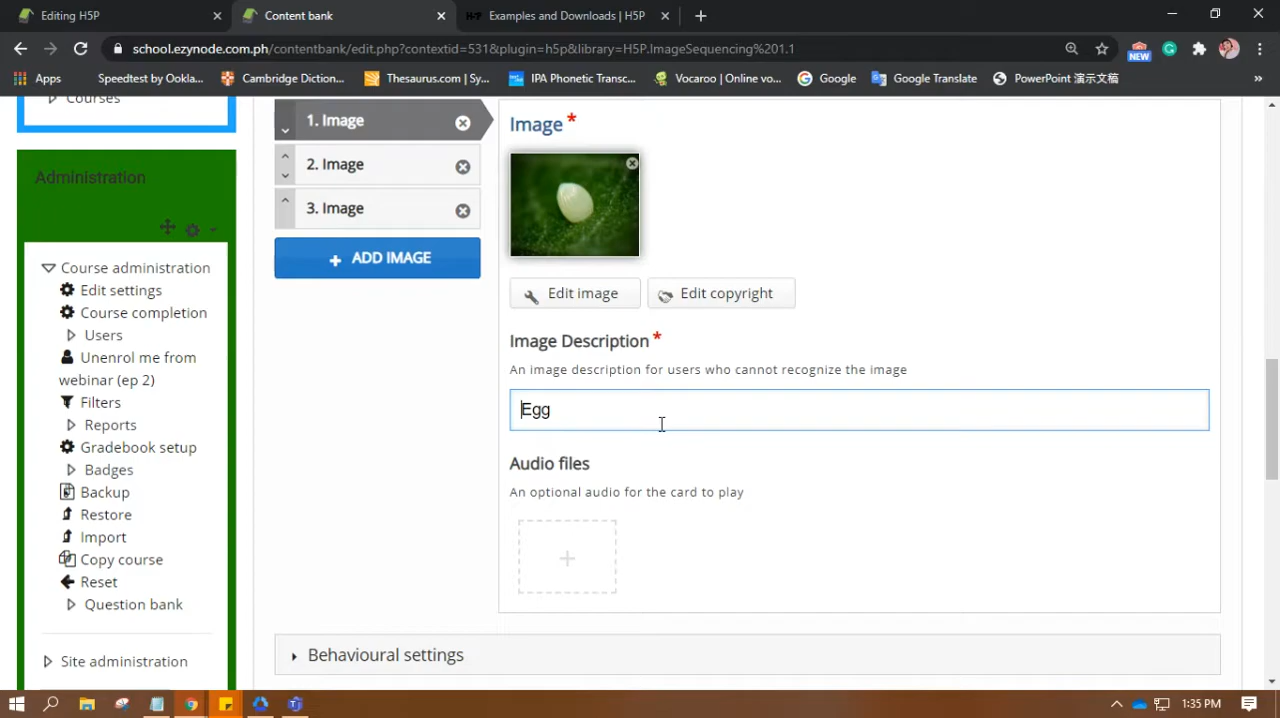 Editing H5P
Content bank
H-P Examples and Downloads | H5P
school.ezynode.com.ph/contentbank/edit.php?contextid=531&plugin=h5p&library=H5P.ImageSequencing%201.1
NEW
Apps
Speedtest by Ookla...
Cambridge Diction...
Thesaurus.com | Sy...
IPA Phonetic Transc...
Vocaroo | Online vo...
Google
Google Translate
PowerPoint 演示文稿
»
Courses
Administration
Course administration
Edit settings
Course completion
Users
Unenrol me from
webinar (ep 2)
Filters
Reports
Gradebook setup
Badges
Backup
Restore
Import
Copy course
Reset
Question bank
Site administration
1. Image
2. Image
3. Image
+ ADD IMAGE
Image *
Edit image
Edit copyright
Image Description *
An image description for users who cannot recognize the image
Egg
Audio files
An optional audio for the card to play
+
Behavioural settings
1:35 PM